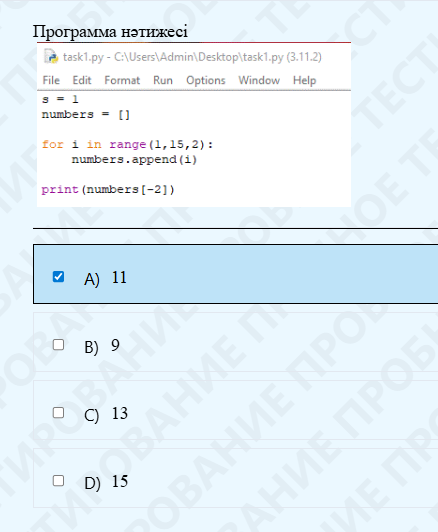 Программа нәтижесі
task1.py - C:\Users\Admin\Desktop\task1.py (3.11.2)
File Edit Format Run Options Window Help
s = 1
numbers = []
for i in range(1,15,2):
    numbers.append(i)
print(numbers[-2])
A) 11
B) 9
C) 13
D) 15